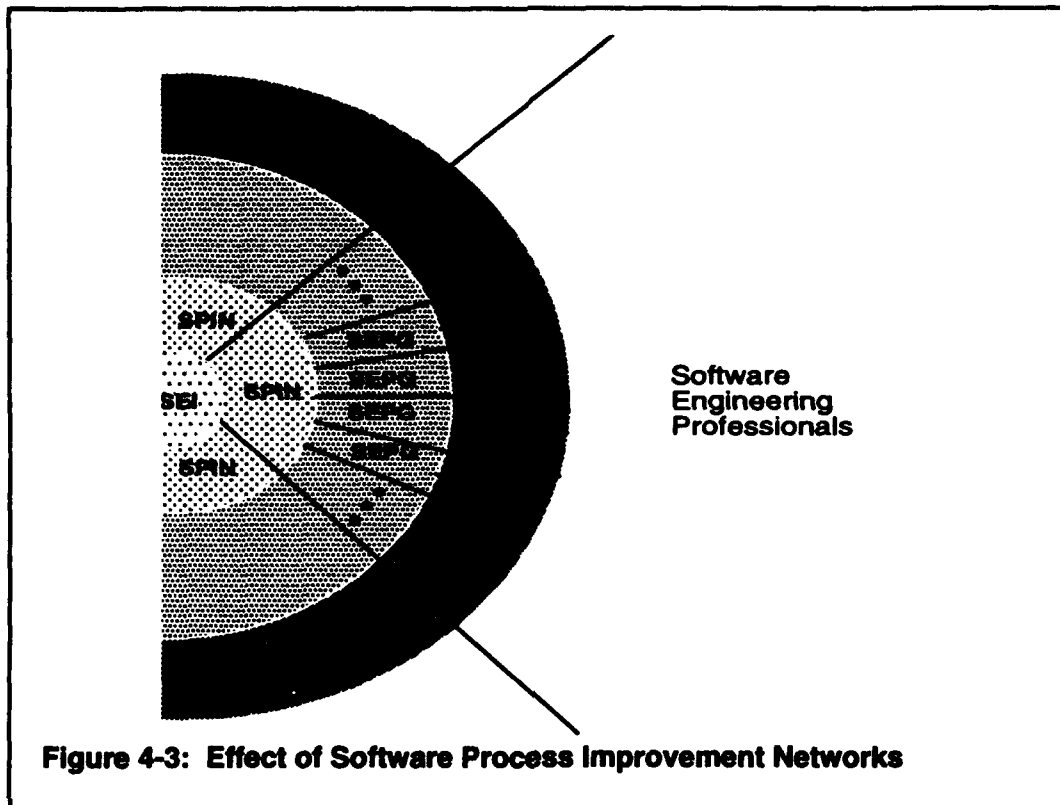 SPIN
SEPG
SEPG
SEI
SPIN
SEPG
SEPG
SPIN
Software
Engineering
Professionals
Figure 4-3: Effect of Software Process Improvement Networks